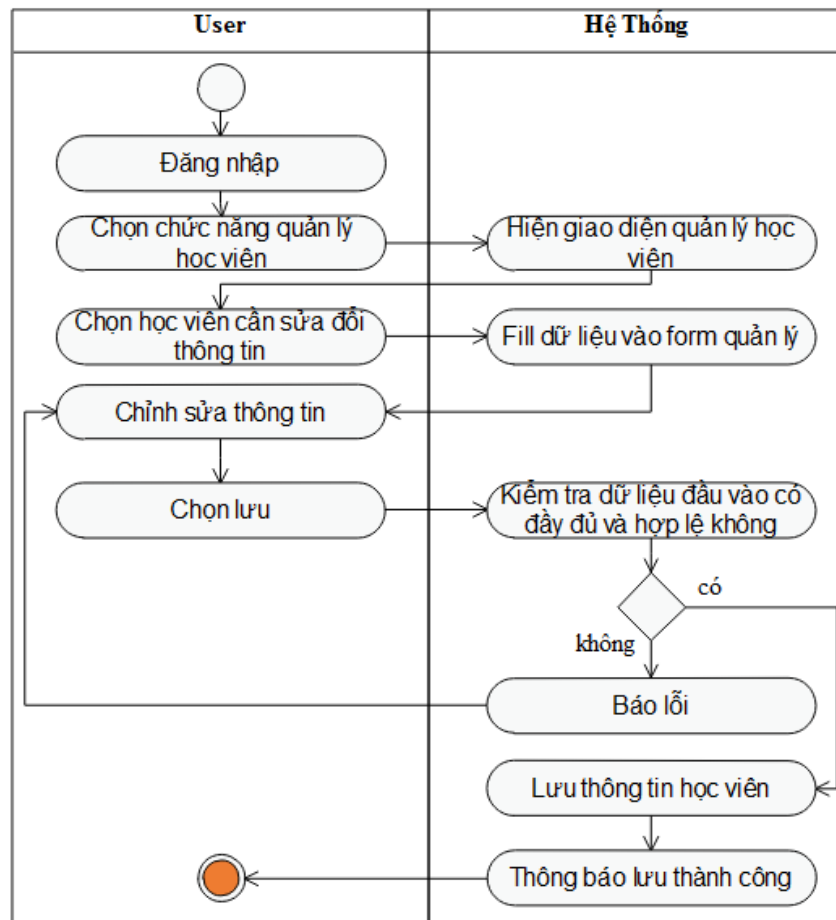 User
Hệ Thống
Đăng nhập
Chọn chức năng quản lý
học viên
Hiện giao diện quản lý học
viên
Chọn học viên cần sửa đổi
thông tin
Fill dữ liệu vào form quản lý
Chỉnh sửa thông tin
Chọn lưu
Kiểm tra dữ liệu đầu vào có
đầy đủ và hợp lệ không
có
không
Báo lỗi
Lưu thông tin học viên
Thông báo lưu thành công